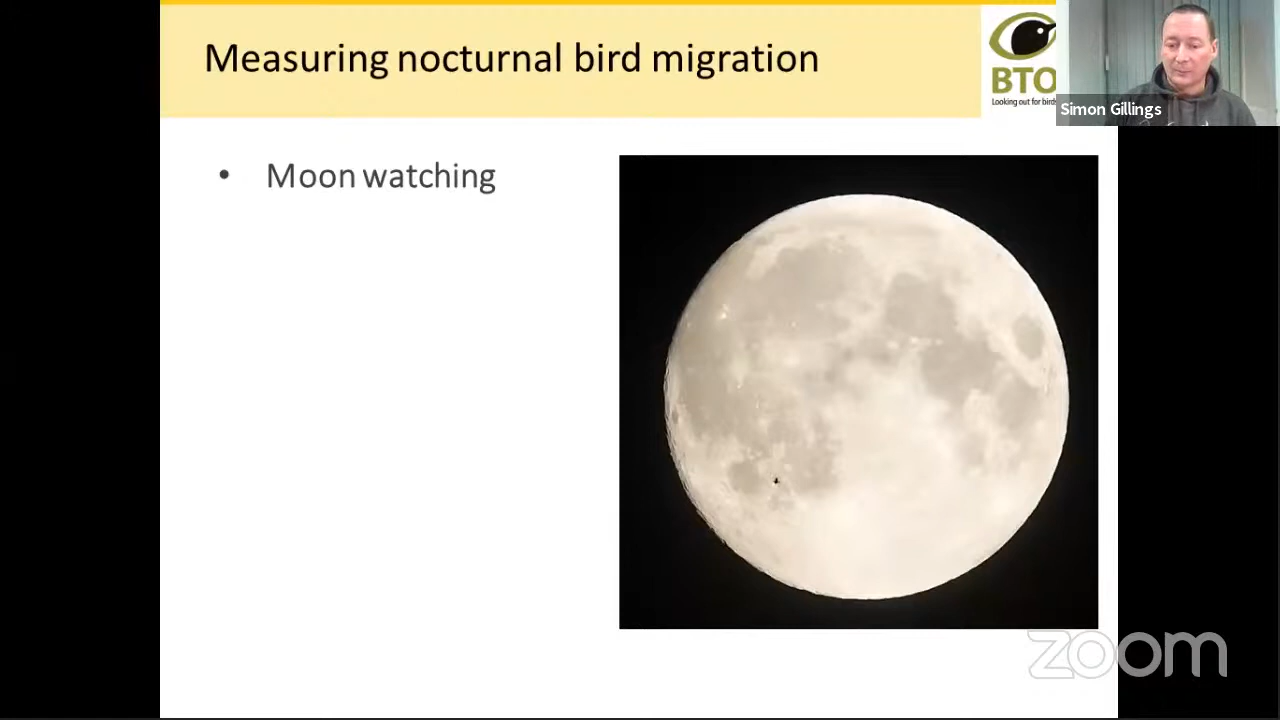 Measuring nocturnal bird migration
BTO
Looking out for birds
Simon Gillings
• Moon watching
zoom